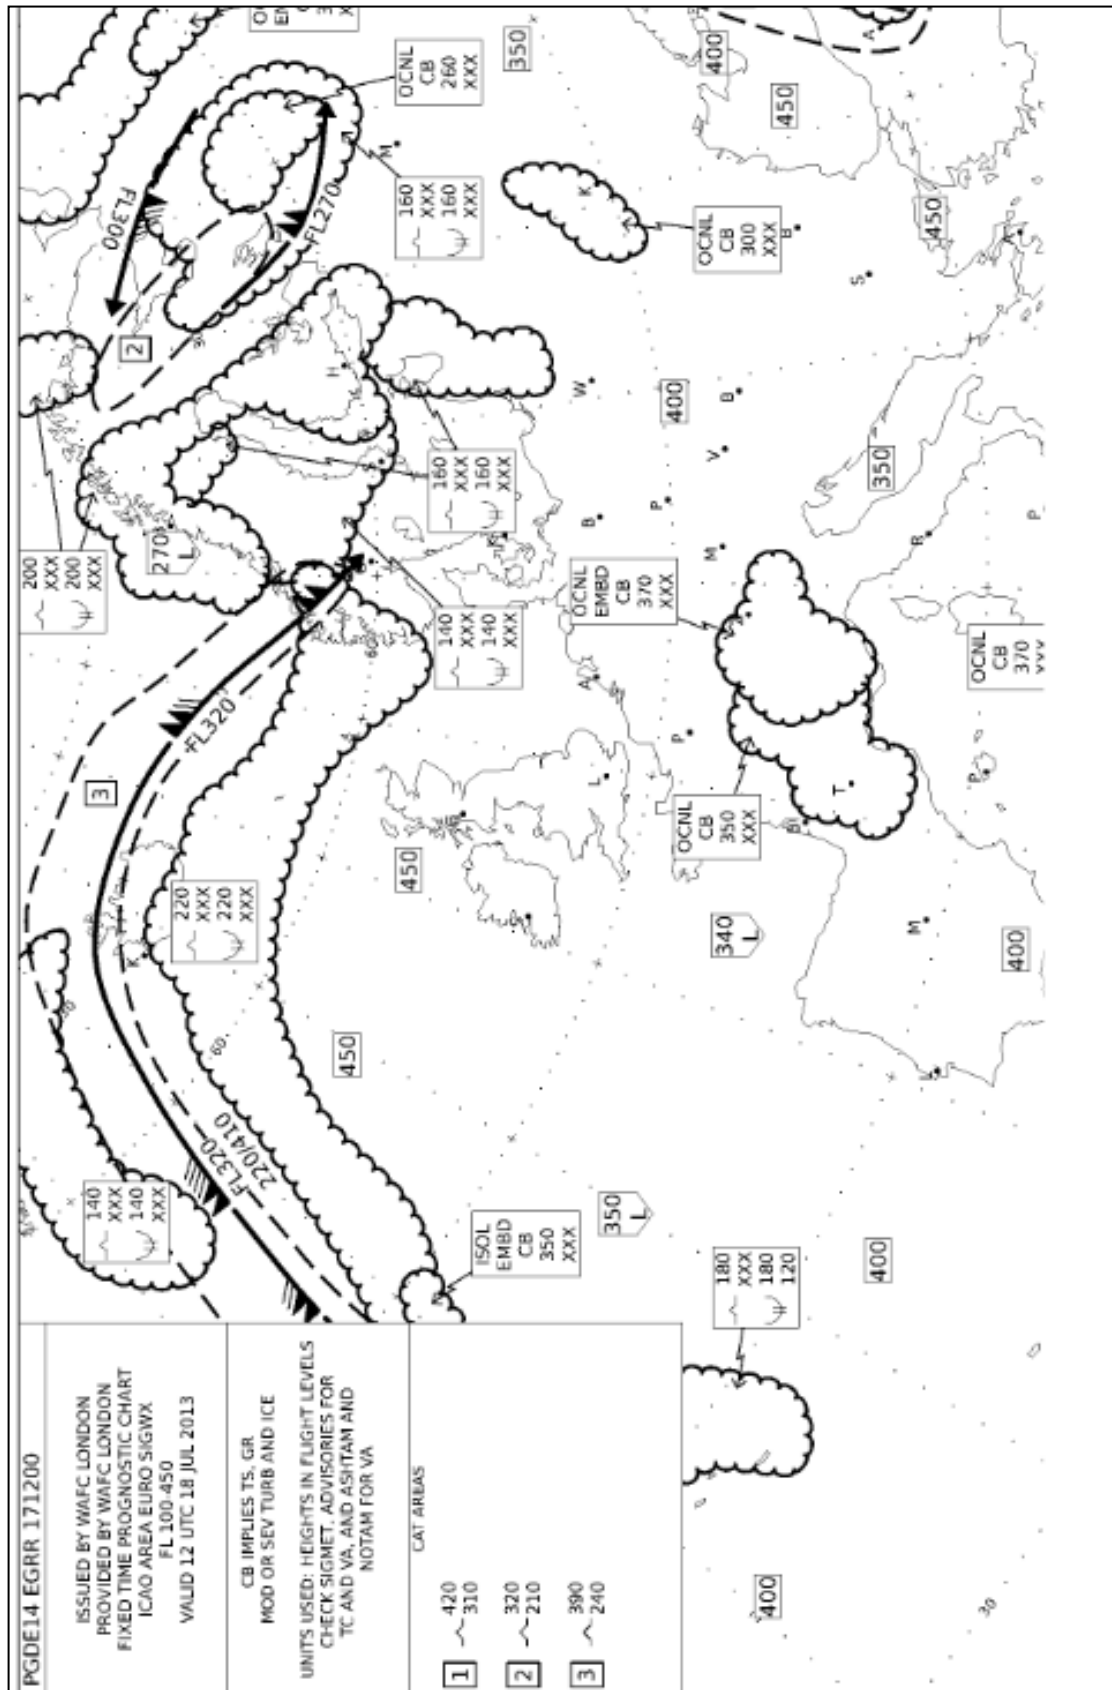 PGDE14 EGRR 171200
ISSUED BY WAFC LONDON
PROVIDED BY WAFC LONDON
FIXED TIME PROGNOSTIC CHART
ICAO AREA EURO SIGWX
FL 100-450
VALID 12 UTC 18 JUL 2013
CB IMPLIES TS, GR
MOD OR SEV TURB AND ICE
UNITS USED: HEIGHTS IN FLIGHT LEVELS
CHECK SIGMET, ADVISORIES FOR
TC AND VA, AND ASHTAM AND
NOTAM FOR VA
CAT AREAS
1 420
310
2 320
210
3 390
240
140
XXX
140
XXX
FL320
220/410
60
ISOL
EMBD
CB
350
XXX
350
L
180
XXX
180
120
400
400
30
450
3
K
220
XXX
220
XXX
450
FL320
340
L
M
400
L
60
140
XXX
140
XXX
200
XXX
200
XXX
270
L
160
XXX
160
XXX
2
FL300
FL270
160
XXX
160
XXX
OCNL
CB
260
XXX
M
350
H
K
OCNL
CB
300
XXX
B
W
400
B
V
P
B
M
S
OCNL
EMBD
CB
370
XXX
A
P
OCNL
CB
350
XXX
T
P
R
P
350
OCNL
CB
370
450
450
400
A